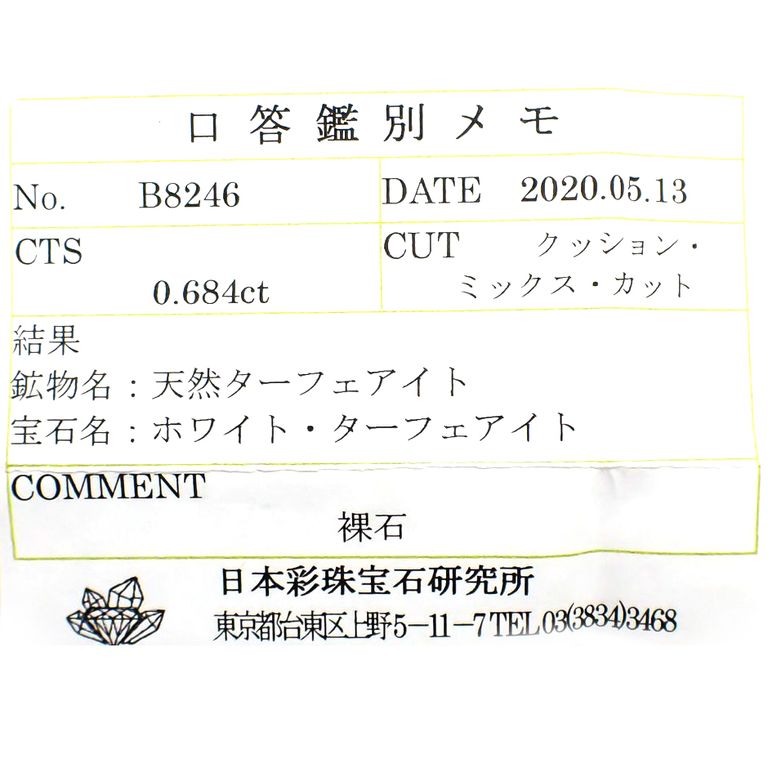 口答鑑別メモ
No. B8246 DATE 2020.05.13
CTS 0.684ct
CUT クッション・
ミックス・カット
結果
鉱物名：天然ターフェアイト
宝石名：ホワイト・ターフェアイト
COMMENT
裸石
日本彩珠宝石研究所
東京都台東区上野5-11-7 TEL 03(3834)3468